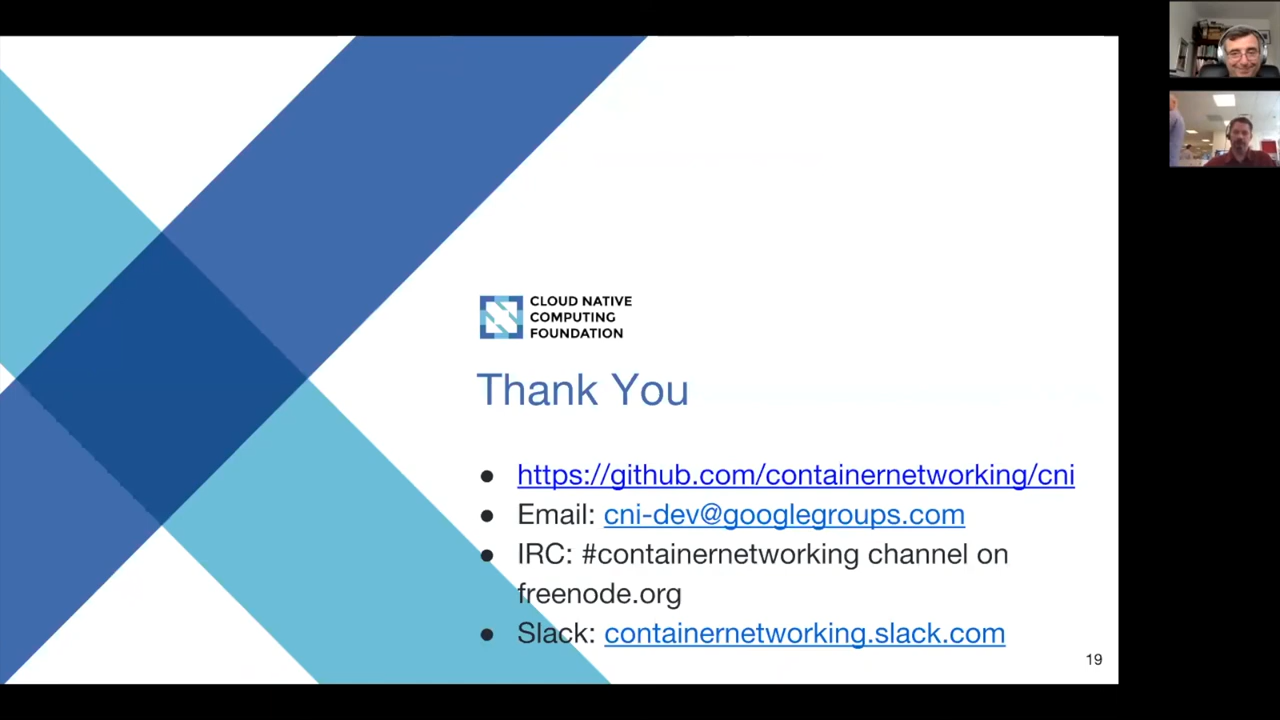 CLOUD NATIVE
COMPUTING
FOUNDATION
Thank You
● https://github.com/containernetworking/cni
● Email: cni-dev@googlegroups.com
● IRC: #containernetworking channel on
freenode.org
● Slack: containernetworking.slack.com
19